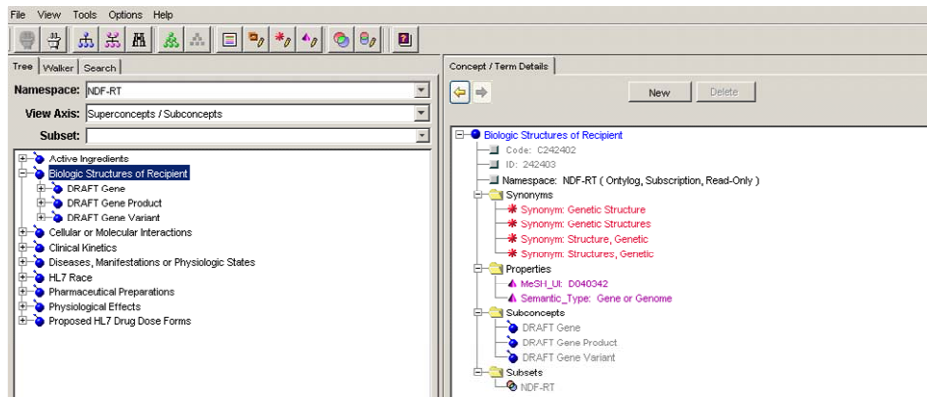 File View Tools Options Help
Tree Walker Search
Namespace: NDF-RT
View Axis: Superconcepts / Subconcepts
Subset:
Active Ingredients
Biologic Structures of Recipient
DRAFT Gene
DRAFT Gene Product
DRAFT Gene Variant
Cellular or Molecular Interactions
Clinical Kinetics
Diseases, Manifestations or Physiologic States
HL7 Race
Pharmaceutical Preparations
Physiological Effects
Proposed HL7 Drug Dose Forms
Concept / Term Details
New Delete
Biologic Structures of Recipient
Code: C242402
ID: 242403
Namespace: NDF-RT ( Ontylog, Subscription, Read-Only )
Synonyms
Synonym: Genetic Structure
Synonym: Genetic Structures
Synonym: Structure, Genetic
Synonym: Structures, Genetic
Properties
MeSH_UI: D040342
Semantic_Type: Gene or Genome
Subconcepts
DRAFT Gene
DRAFT Gene Product
DRAFT Gene Variant
Subsets
NDF-RT